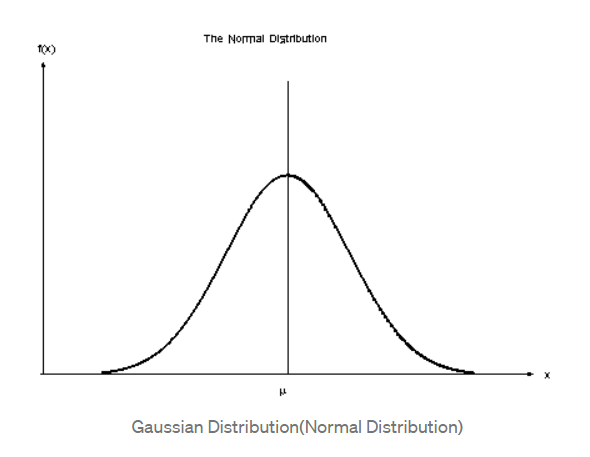 The Normal Distribution
f(x)
x
μ
Gaussian Distribution(Normal Distribution)